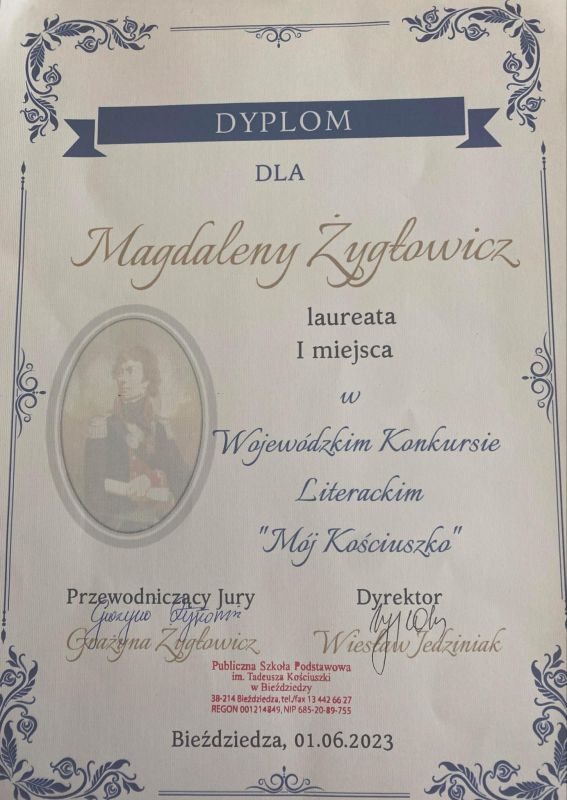 DYPLOM
DLA
Magdaleny Żygłowicz
laureata
I miejsca
w
Wojewódzkim Konkursie
Literackim
"Mój Kościuszko"
Przewodniczący Jury
Dyrektor
Grażyna Zygłowicz
Wiesław Jedziniak
Publiczna Szkoła Podstawowa
im. Tadeusza Kościuszki
w Bieździedzy
38-214 Bieździedza, tel./fax 13 442 66 27
REGON 001214849, NIP 685-20-89-755
Bieździedza, 01.06.2023